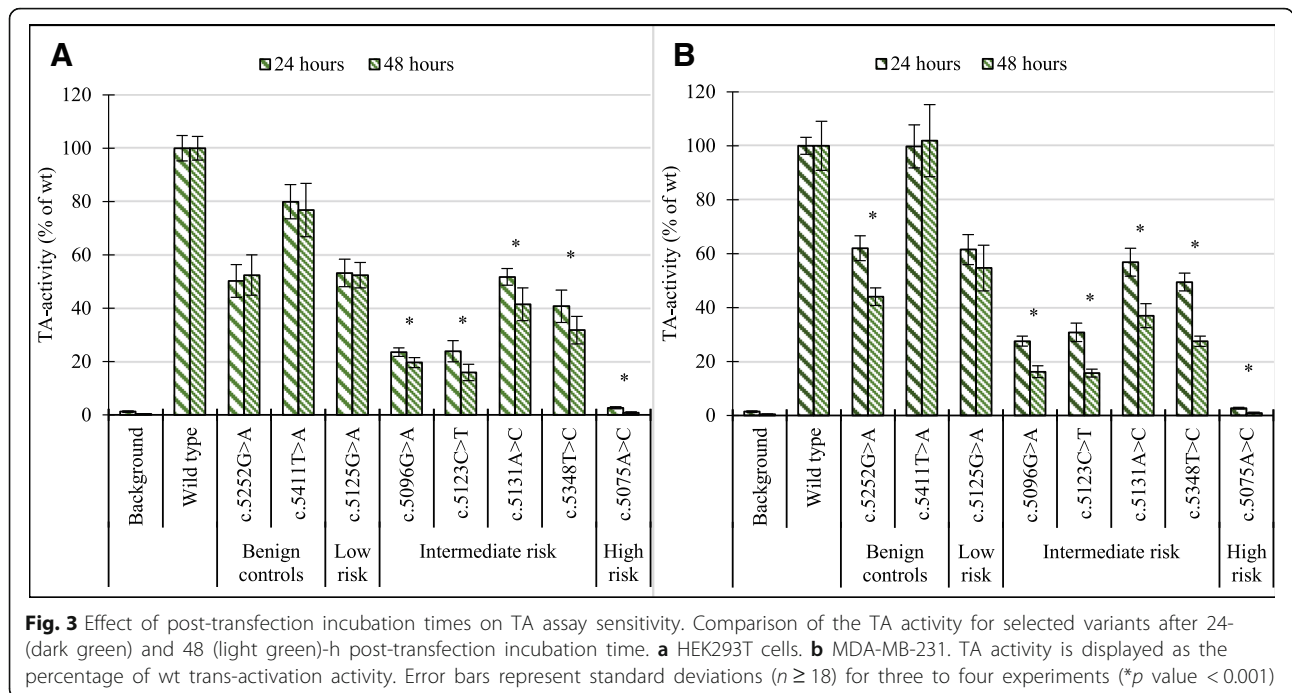 A
24 hours 48 hours
TA-activity (% of wt)
120
100
80
60
40
20
0
* * * * *
Background
Wild type
c.5252G>A
c.5411T>A
c.5125G>A
c.5096G>A
c.5123C>T
c.5131A>C
c.5348T>C
c.5075A>C
Benign controls
Low risk
Intermediate risk
High risk
B
24 hours 48 hours
TA-activity (% of wt)
120
100
80
60
40
20
0
* * * * * *
Background
Wild type
c.5252G>A
c.5411T>A
c.5125G>A
c.5096G>A
c.5123C>T
c.5131A>C
c.5348T>C
c.5075A>C
Benign controls
Low risk
Intermediate risk
High risk
Fig. 3 Effect of post-transfection incubation times on TA assay sensitivity. Comparison of the TA activity for selected variants after 24-
(dark green) and 48 (light green)-h post-transfection incubation time. a HEK293T cells. b MDA-MB-231. TA activity is displayed as the
percentage of wt trans-activation activity. Error bars represent standard deviations (n ≥ 18) for three to four experiments (*p value < 0.001)